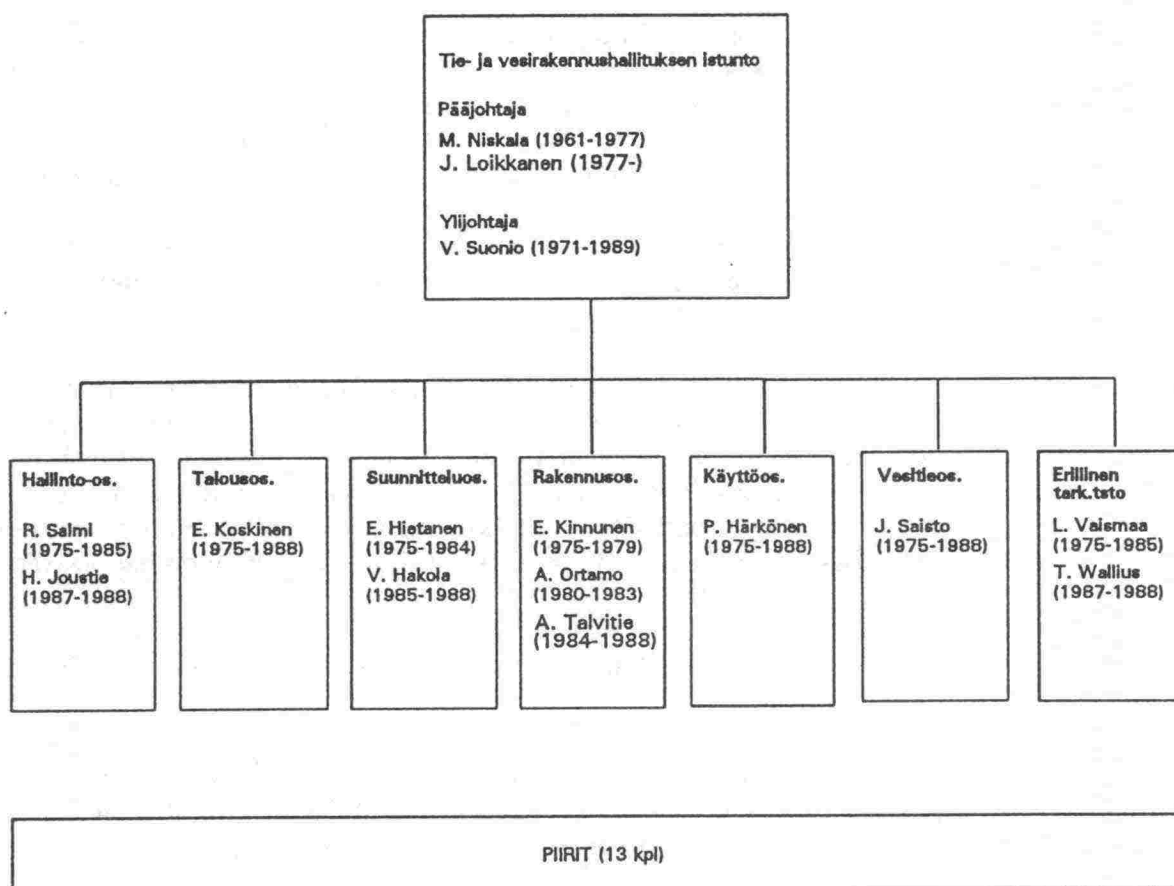 Tie- ja vesirakennushallituksen istunto
Pääjohtaja
M. Niskala (1961-1977)
J. Loikkanen (1977-)
Ylijohtaja
V. Suonio (1971-1989)
Hallinto-os.
R. Salmi
(1975-1985)
H. Joustie
(1987-1988)
Talousos.
E. Koskinen
(1975-1988)
Suunnitteluos.
E. Hietanen
(1975-1984)
V. Hakola
(1985-1988)
Rakennusos.
E. Kinnunen
(1975-1979)
A. Ortamo
(1980-1983)
A. Talvitie
(1984-1988)
Käyttöos.
P. Härkönen
(1975-1988)
Vesitieos.
J. Saisto
(1975-1988)
Erillinen
tark.tsto
L. Vaismaa
(1975-1985)
T. Wallius
(1987-1988)
PIIRIT (13 kpl)